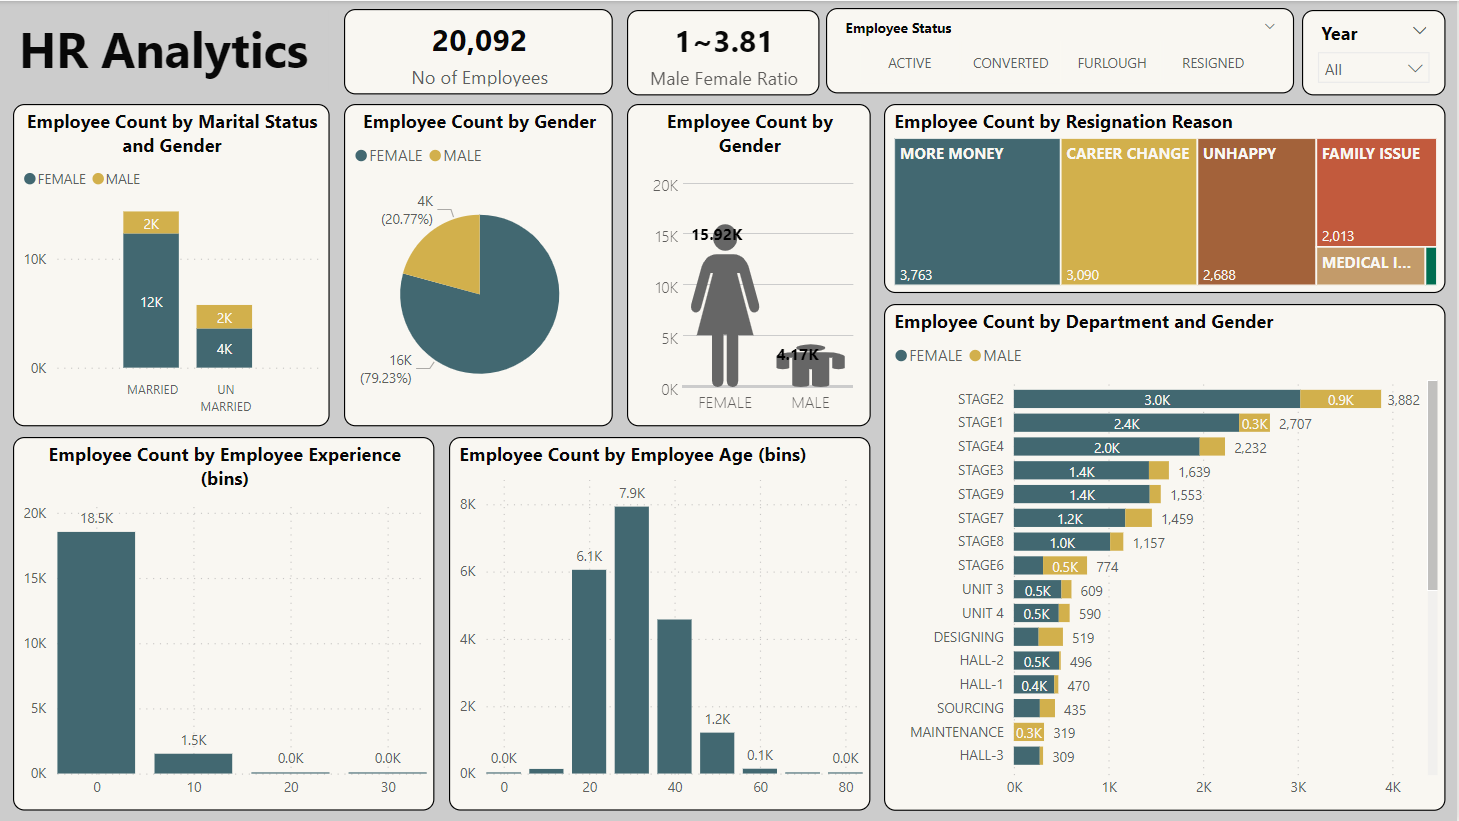 HR Analytics
20,092
No of Employees
1~3.81
Male Female Ratio
Employee Status
ACTIVE CONVERTED FURLOUGH RESIGNED
Year
All
Employee Count by Marital Status
and Gender
FEMALE MALE
2K
10K
12K
2K
4K
0K
MARRIED UN
MARRIED
Employee Count by Gender
FEMALE MALE
4K
(20.77%)
16K
(79.23%)
Employee Count by
Gender
20K
15K
15.92K
10K
5K
4.17K
0K
FEMALE MALE
Employee Count by Resignation Reason
MORE MONEY
3,763
CAREER CHANGE
3,090
UNHAPPY
2,688
FAMILY ISSUE
2,013
MEDICAL I...
Employee Count by Department and Gender
FEMALE MALE
STAGE2 3.0K 0.9K 3,882
STAGE1 2.4K 0.3K 2,707
STAGE4 2.0K 2,232
STAGE3 1.4K 1,639
STAGE9 1.4K 1,553
STAGE7 1.2K 1,459
STAGE8 1.0K 1,157
STAGE6 0.5K 774
UNIT 3 0.5K 609
UNIT 4 0.5K 590
DESIGNING 519
HALL-2 0.5K 496
HALL-1 0.4K 470
SOURCING 435
MAINTENANCE 0.3K 319
HALL-3 309
0K 1K 2K 3K 4K
Employee Count by Employee Experience
(bins)
20K
18.5K
15K
10K
5K
1.5K
0.0K 0.0K
0K
0 10 20 30
Employee Count by Employee Age (bins)
8K
7.9K
6.1K
6K
4K
2K
1.2K
0.0K 0.1K 0.0K
0K
0 20 40 60 80